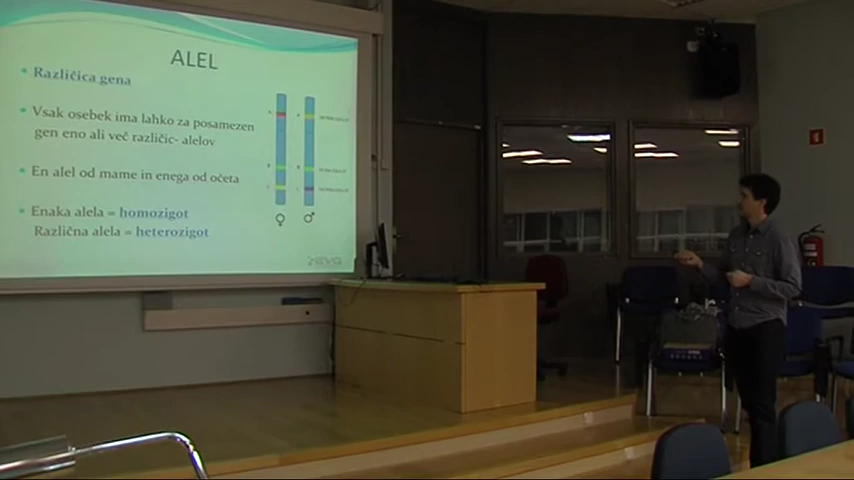 ALEL
Različica gena
Vsak osebek ima lahko za posamezen
gen eno ali več različic- alelov
En alel od mame in enega od očeta
Enaka alela = homozigot
Različna alela = heterozigot